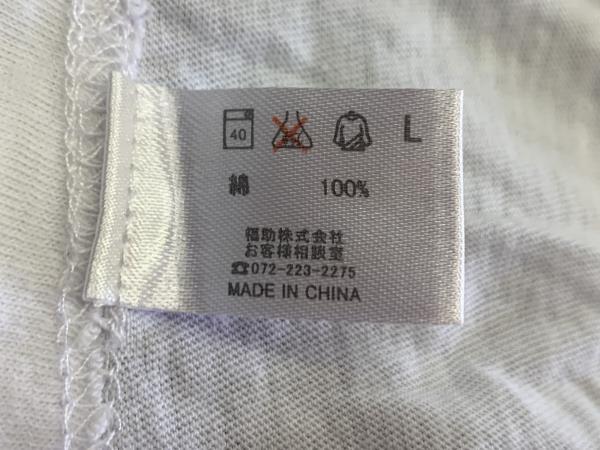 40 L
綿 100%
福助株式会社
お客様相談室
☎072-223-2275
MADE IN CHINA